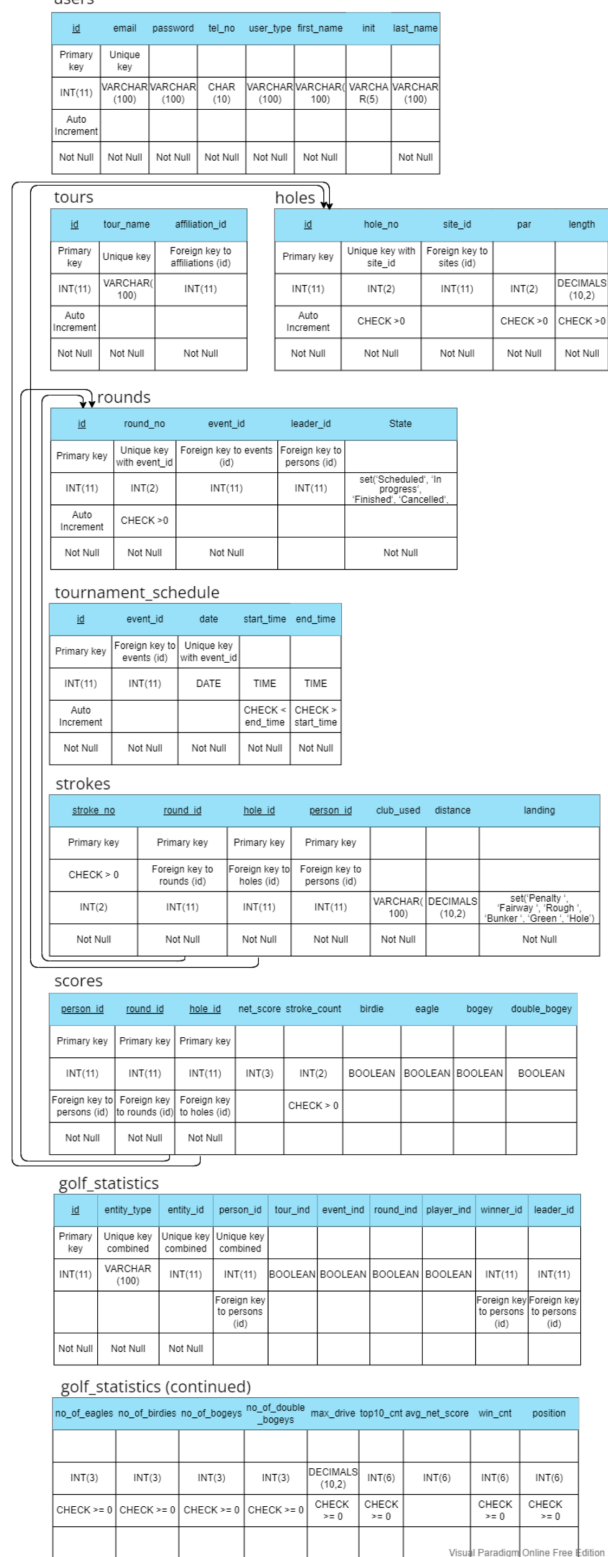 users
id email password tel_no user_type first_name init last_name
Primary key Unique key
INT(11) VARCHAR (100) VARCHAR (100) CHAR (10) VARCHAR (100) VARCHAR( 100) VARCHA R(5) VARCHAR (100)
Auto Increment
Not Null Not Null Not Null Not Null Not Null Not Null Not Null
tours
id tour_name affiliation_id
Primary key Unique key Foreign key to affiliations (id)
INT(11) VARCHAR( 100) INT(11)
Auto Increment
Not Null Not Null Not Null
holes
id hole_no site_id par length
Primary key Unique key with site_id Foreign key to sites (id)
INT(11) INT(2) INT(11) INT(2) DECIMALS (10,2)
Auto Increment CHECK >0 CHECK >0 CHECK >0
Not Null Not Null Not Null Not Null Not Null
rounds
id round_no event_id leader_id State
Primary key Unique key with event_id Foreign key to events (id) Foreign key to persons (id)
INT(11) INT(2) INT(11) INT(11) set('Scheduled', 'In progress', 'Finished', 'Cancelled',
Auto Increment CHECK >0
Not Null Not Null Not Null Not Null
tournament_schedule
id event_id date start_time end_time
Primary key Foreign key to events (id) Unique key with event_id
INT(11) INT(11) DATE TIME TIME
Auto Increment CHECK < end_time CHECK > start_time
Not Null Not Null Not Null Not Null Not Null
strokes
stroke_no round_id hole_id person_id club_used distance landing
Primary key Primary key Primary key Primary key
CHECK > 0 Foreign key to rounds (id) Foreign key to holes (id) Foreign key to persons (id)
INT(2) INT(11) INT(11) INT(11) VARCHAR( 100) DECIMALS (10,2) set('Penalty ', 'Fairway ', 'Rough ', 'Bunker ', 'Green ', 'Hole')
Not Null Not Null Not Null Not Null Not Null Not Null
scores
person_id round_id hole_id net_score stroke_count birdie eagle bogey double_bogey
Primary key Primary key Primary key
INT(11) INT(11) INT(11) INT(3) INT(2) BOOLEAN BOOLEAN BOOLEAN BOOLEAN
Foreign key to persons (id) Foreign key to rounds (id) Foreign key to holes (id) CHECK > 0
Not Null Not Null Not Null
golf_statistics
id entity_type entity_id person_id tour_ind event_ind round_ind player_ind winner_id leader_id
Primary key Unique key combined Unique key combined Unique key combined
INT(11) VARCHAR (100) INT(11) INT(11) BOOLEAN BOOLEAN BOOLEAN BOOLEAN INT(11) INT(11)
Foreign key to persons (id) Foreign key to persons (id) Foreign key to persons (id)
Not Null Not Null Not Null
golf_statistics (continued)
no_of_eagles no_of_birdies no_of_bogeys no_of_double _bogeys max_drive top10_cnt avg_net_score win_cnt position
INT(3) INT(3) INT(3) INT(3) DECIMALS (10,2) INT(6) INT(6) INT(6) INT(6)
CHECK >= 0 CHECK >= 0 CHECK >= 0 CHECK >= 0 CHECK >= 0 CHECK >= 0 CHECK >= 0 CHECK >= 0
Visual Paradigm Online Free Edition